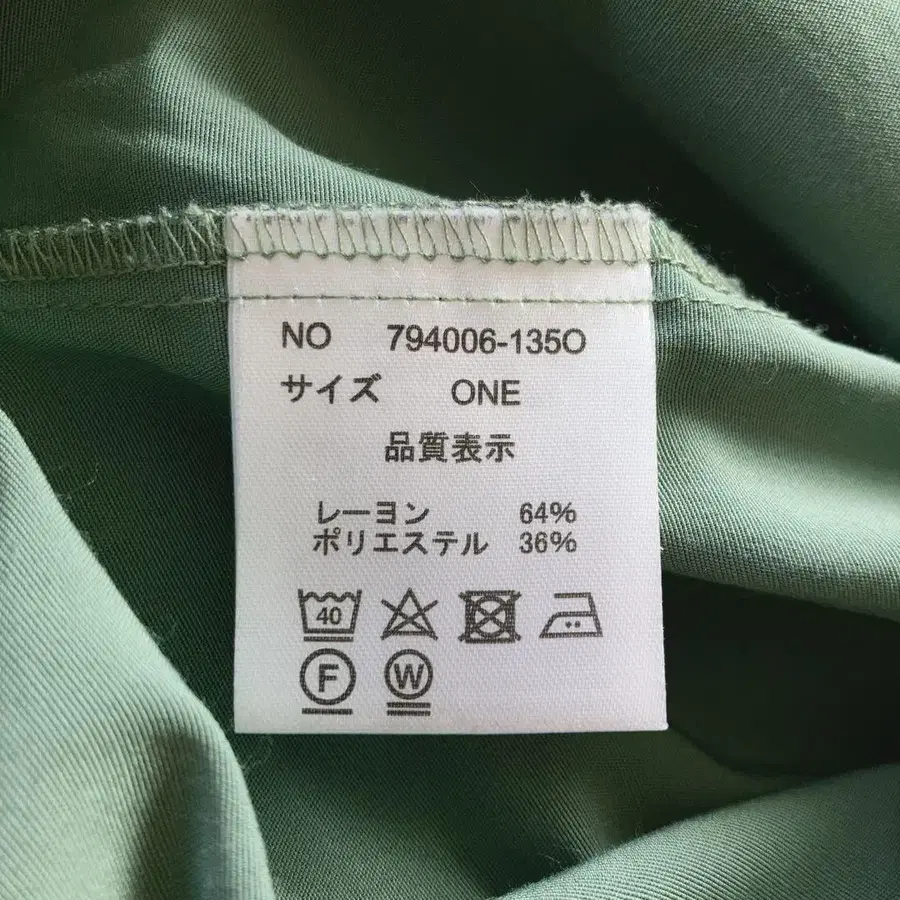 NO 794006-135O
サイズ ONE
品質表示
レーヨン 64%
ポリエステル 36%
40
F W